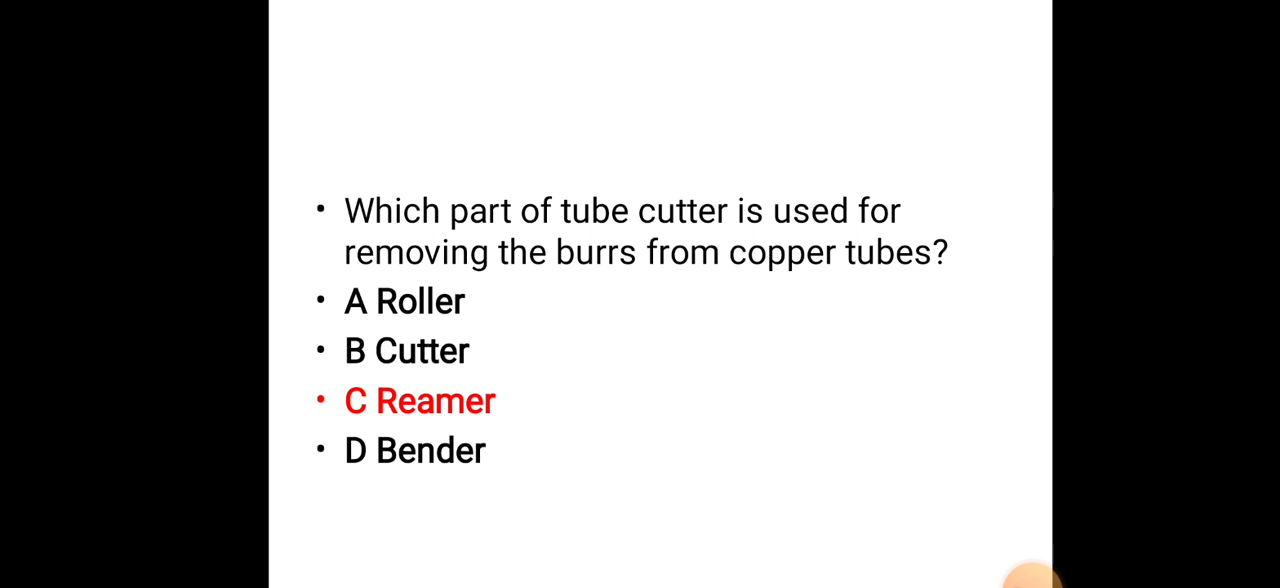 • Which part of tube cutter is used for
removing the burrs from copper tubes?
• A Roller
• B Cutter
• C Reamer
• D Bender